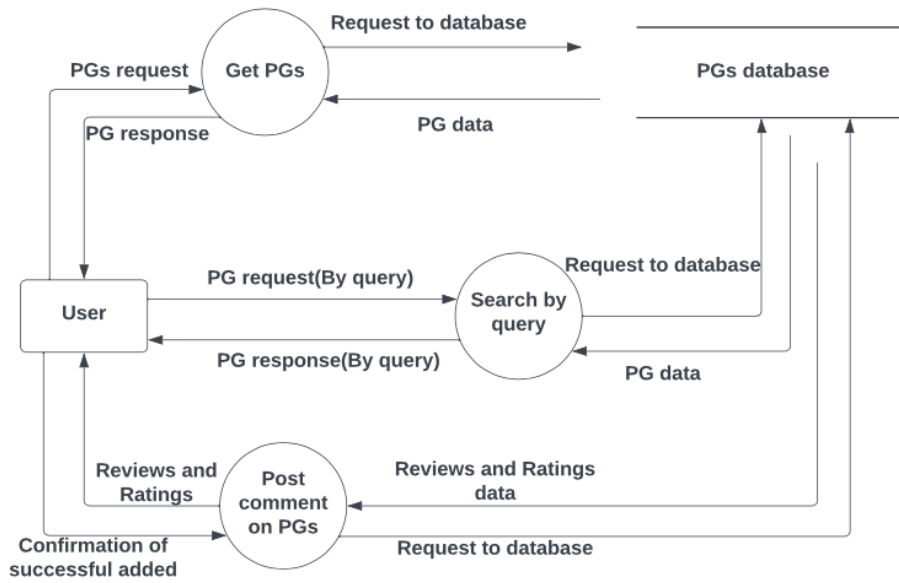 Request to database
PGs request
Get PGs
PGs database
PG response
PG data
PG request(By query)
Request to database
User
Search by
query
PG response(By query)
PG data
Reviews and
Ratings
Post
comment
on PGs
Reviews and Ratings
data
Confirmation of
successful added
Request to database